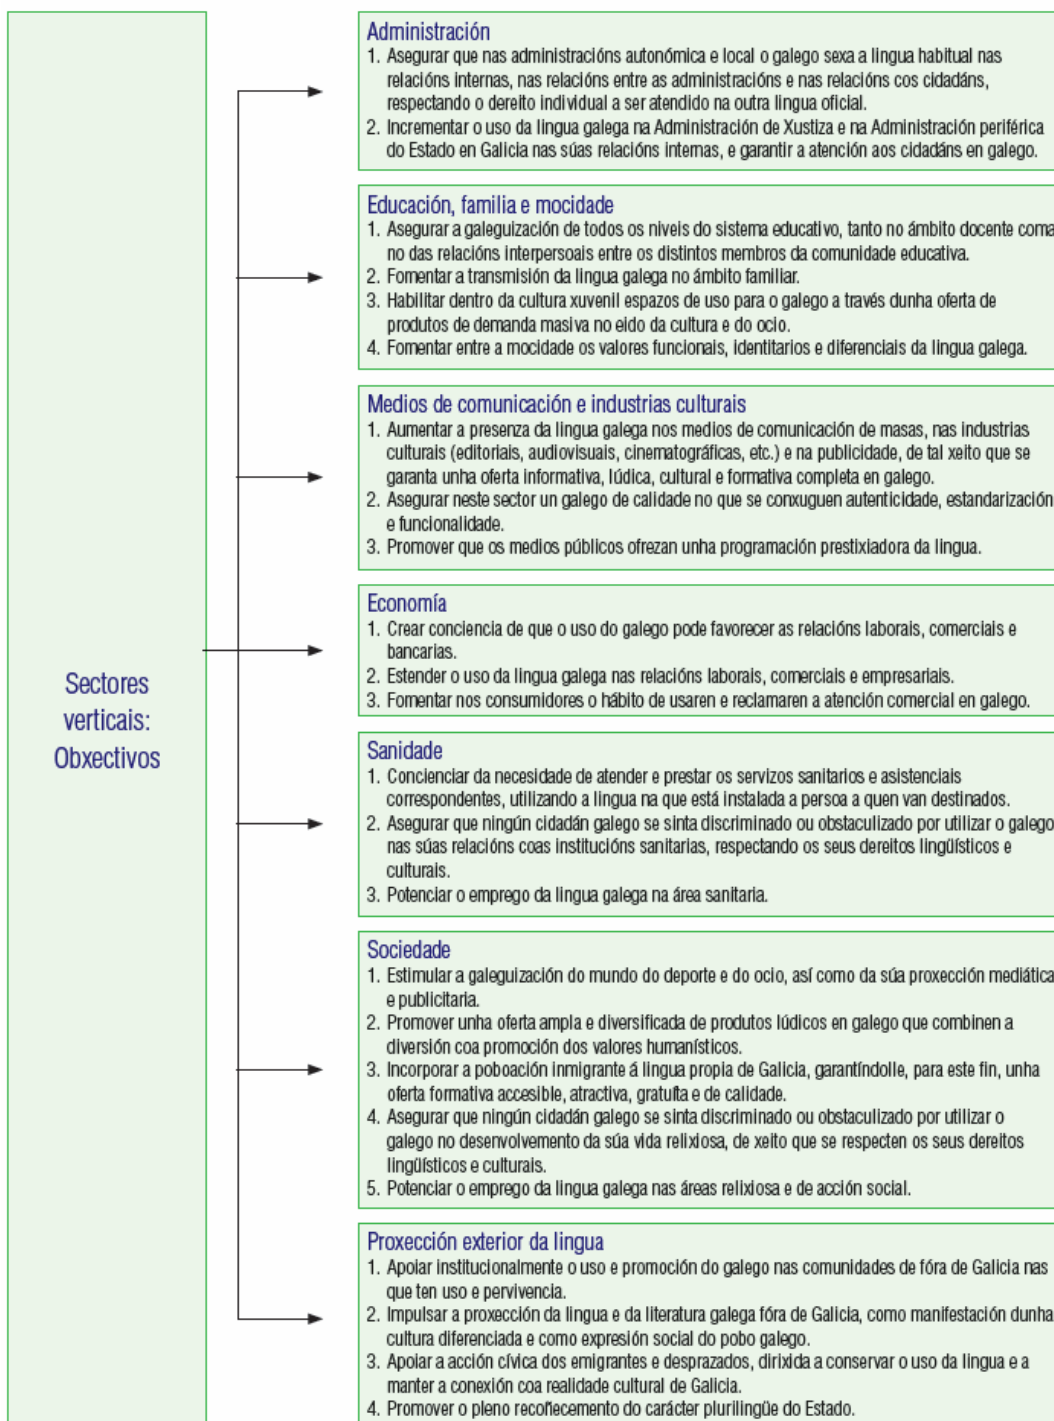 Sectores
verticais:
Obxectivos
Administración
1. Asegurar que nas administracións autonómica e local o galego sexa a lingua habitual nas
relacións internas, nas relacións entre as administracións e nas relacións cos cidadáns,
respectando o dereito individual a ser atendido na outra lingua oficial.
2. Incrementar o uso da lingua galega na Administración de Xustiza e na Administración periférica
do Estado en Galicia nas súas relacións internas, e garantir a atención aos cidadáns en galego.
Educación, familia e mocidade
1. Asegurar a galeguización de todos os niveis do sistema educativo, tanto no ámbito docente coma
no das relacións interpersoais entre os distintos membros da comunidade educativa.
2. Fomentar a transmisión da lingua galega no ámbito familiar.
3. Habilitar dentro da cultura xuvenil espazos de uso para o galego a través dunha oferta de
produtos de demanda masiva no eido da cultura e do ocio.
4. Fomentar entre a mocidade os valores funcionais, identitarios e diferenciais da lingua galega.
Medios de comunicación e industrias culturais
1. Aumentar a presenza da lingua galega nos medios de comunicación de masas, nas industrias
culturais (editoriais, audiovisuais, cinematográficas, etc.) e na publicidade, de tal xeito que se
garanta unha oferta informativa, lúdica, cultural e formativa completa en galego.
2. Asegurar neste sector un galego de calidade no que se conxuguen autenticidade, estandarización
e funcionalidade.
3. Promover que os medios públicos ofrezan unha programación prestixiadora da lingua.
Economía
1. Crear conciencia de que o uso do galego pode favorecer as relacións laborais, comerciais e
bancarias.
2. Estender o uso da lingua galega nas relacións laborais, comerciais e empresariais.
3. Fomentar nos consumidores o hábito de usaren e reclamaren a atención comercial en galego.
Sanidade
1. Concienciar da necesidade de atender e prestar os servizos sanitarios e asistenciais
correspondentes, utilizando a lingua na que está instalada a persoa a quen van destinados.
2. Asegurar que ningún cidadán galego se sinta discriminado ou obstaculizado por utilizar o galego
nas súas relacións coas institucións sanitarias, respectando os seus dereitos lingüísticos e
culturais.
3. Potenciar o emprego da lingua galega na área sanitaria.
Sociedade
1. Estimular a galeguización do mundo do deporte e do ocio, así como da súa proxección mediática
e publicitaria.
2. Promover unha oferta ampla e diversificada de produtos lúdicos en galego que combinen a
diversión coa promoción dos valores humanísticos.
3. Incorporar a poboación inmigrante á lingua propia de Galicia, garantíndolle, para este fin, unha
oferta formativa accesible, atractiva, gratuíta e de calidade.
4. Asegurar que ningún cidadán galego se sinta discriminado ou obstaculizado por utilizar o
galego no desenvolvemento da súa vida relixiosa, de xeito que se respecten os seus dereitos
lingüísticos e culturais.
5. Potenciar o emprego da lingua galega nas áreas relixiosa e de acción social.
Proxección exterior da lingua
1. Apoiar institucionalmente o uso e promoción do galego nas comunidades de fóra de Galicia nas
que ten uso e pervivencia.
2. Impulsar a proxección da lingua e da literatura galega fóra de Galicia, como manifestación dunha
cultura diferenciada e como expresión social do pobo galego.
3. Apoiar a acción cívica dos emigrantes e desprazados, dirixida a conservar o uso da lingua e a
manter a conexión coa realidade cultural de Galicia.
4. Promover o pleno recoñecemento do carácter plurilingüe do Estado.